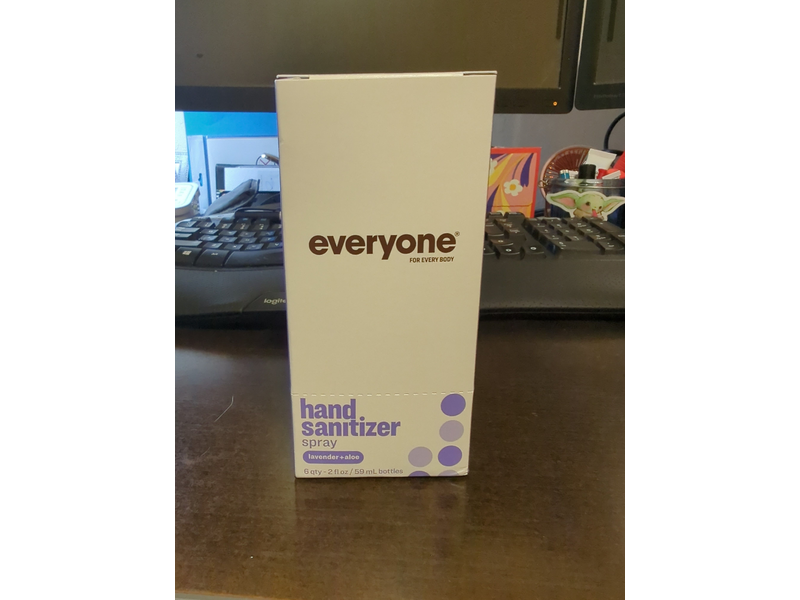 everyone®
FOR EVERY BODY
hand
sanitizer
spray
lavender + aloe
6 qty - 2 fl oz / 59 mL bottles